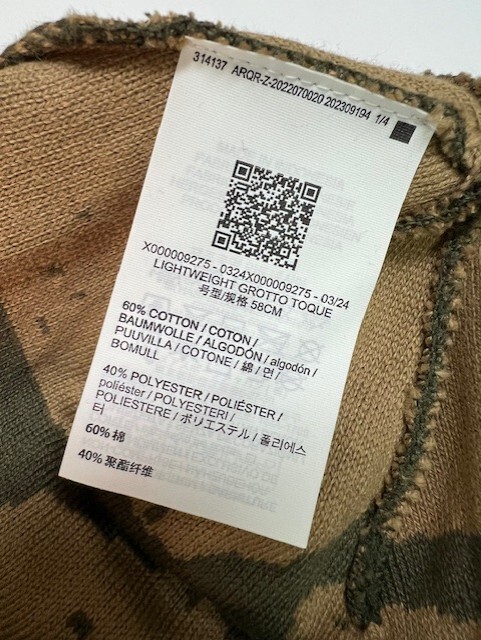 314137 ARQR-Z-2022070020 202309194 1/4
X000009275 - 0324X000009275 - 03/24
LIGHTWEIGHT GROTTO TOQUE
号型/规格 58CM
60% COTTON / COTON /
BAUMWOLLE / ALGODÓN / algodón /
PUUVILLA / COTONE / 綿 / 면 /
BOMULL
40% POLYESTER / POLIÉSTER /
poliéster / POLYESTERI /
POLIESTERE / ポリエステル / 폴리에스
터
60% 棉
40% 聚酯纤维